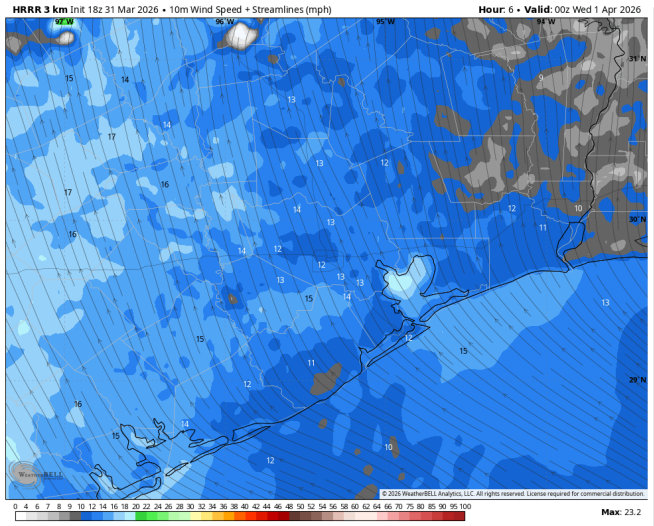 HRRR 3 km Init 18z 31 Mar 2026 • 10m Wind Speed + Streamlines (mph) Hour: 6 • Valid: 00z Wed 1 Apr 2026
97°W 96°W 95°W 94°W
31°N
15 14 9
13
14
17
13 12
17 16
14 12 10
13 30°N
11
16
14 12
12
13 13 13
15 14 13
12
15 15
11
12 29°N
16
14
15
10
12
WeatherBELL
© 2026 WeatherBELL Analytics, LLC. All rights reserved. License required for commercial distribution.
0 4 6 7 8 9 10 12 14 16 18 20 22 24 26 28 30 32 34 36 38 40 42 44 46 48 50 52 56 60 64 68 70 75 80 85 90 95 100 Max: 23.2